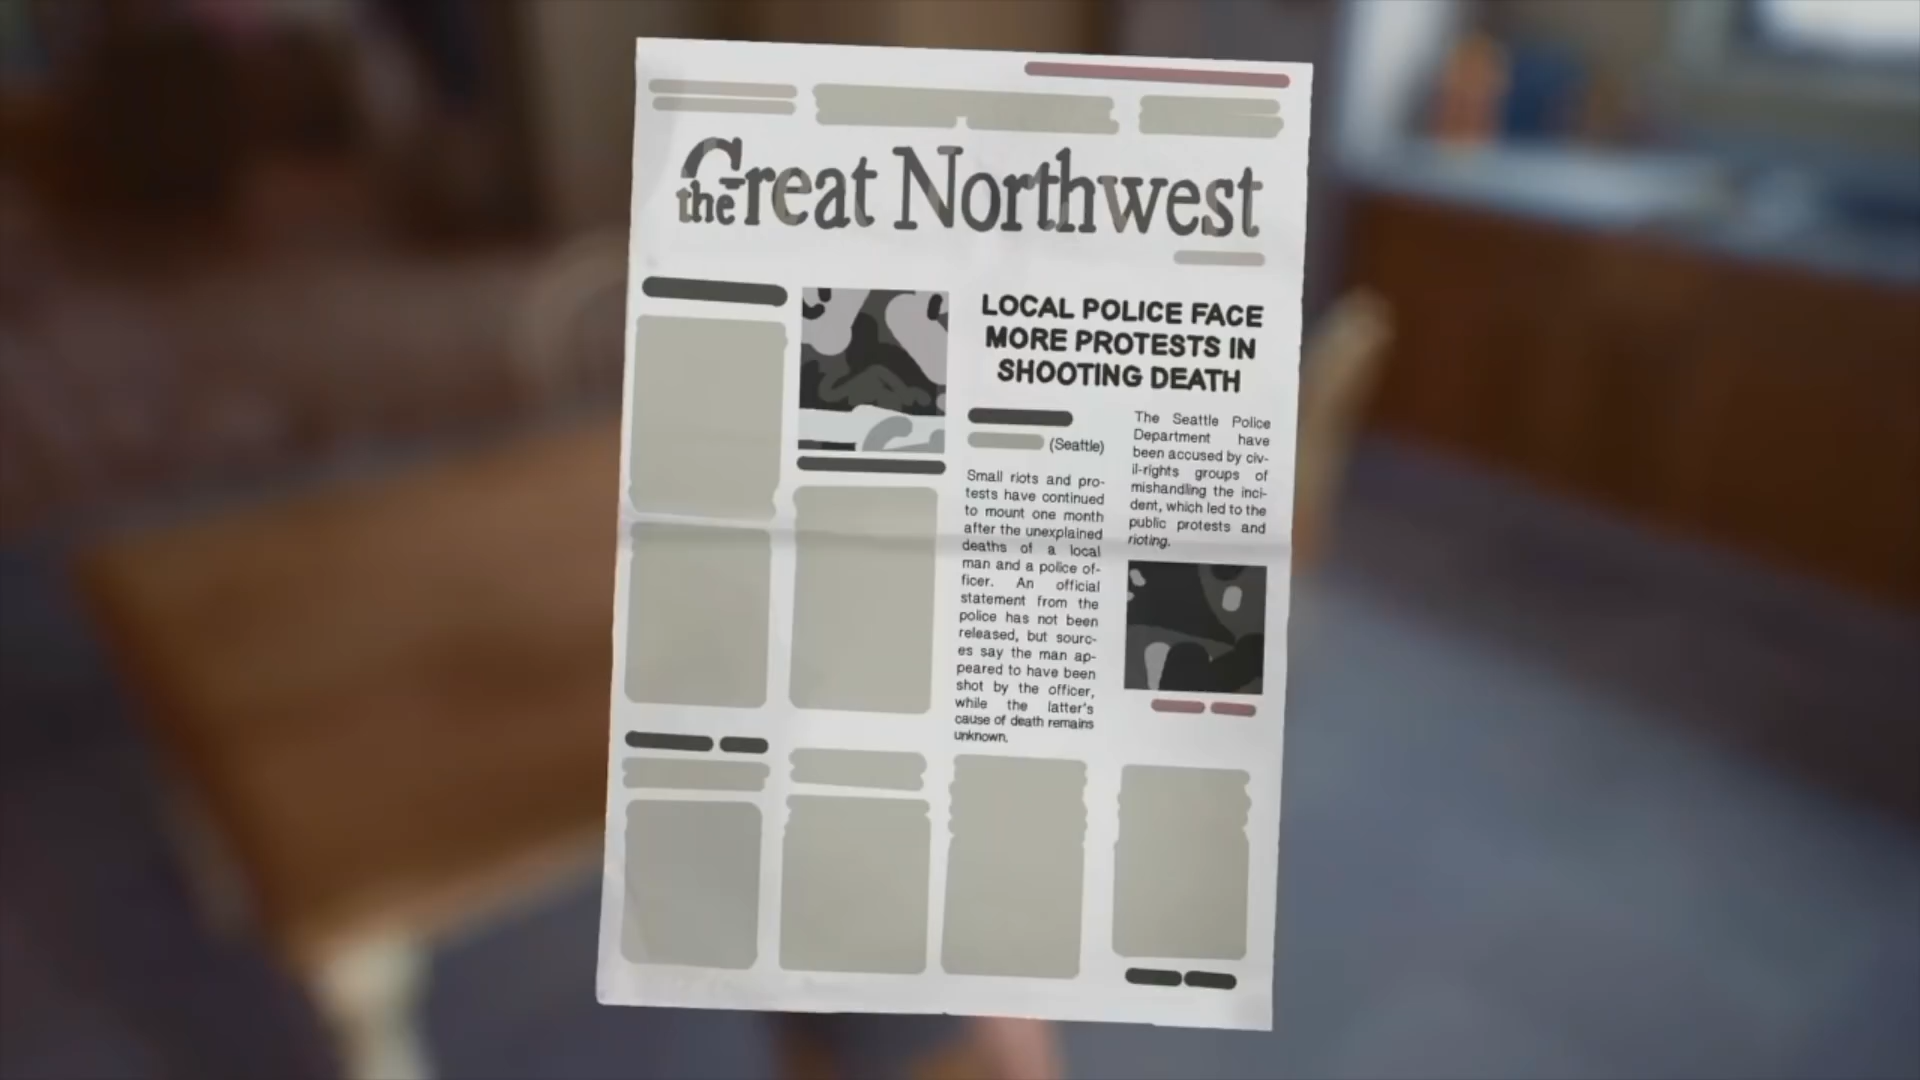 the Great Northwest
LOCAL POLICE FACE
MORE PROTESTS IN
SHOOTING DEATH
(Seattle)
Small riots and pro-
tests have continued
to mount one month
after the unexplained
deaths of a local
man and a police of-
ficer. An official
statement from the
police has not been
released, but sourc-
es say the man ap-
peared to have been
shot by the officer,
while the latter's
cause of death remains
unknown.
The Seattle Police
Department have
been accused by civ-
il-rights groups of
mishandling the inci-
dent, which led to the
public protests and
rioting.